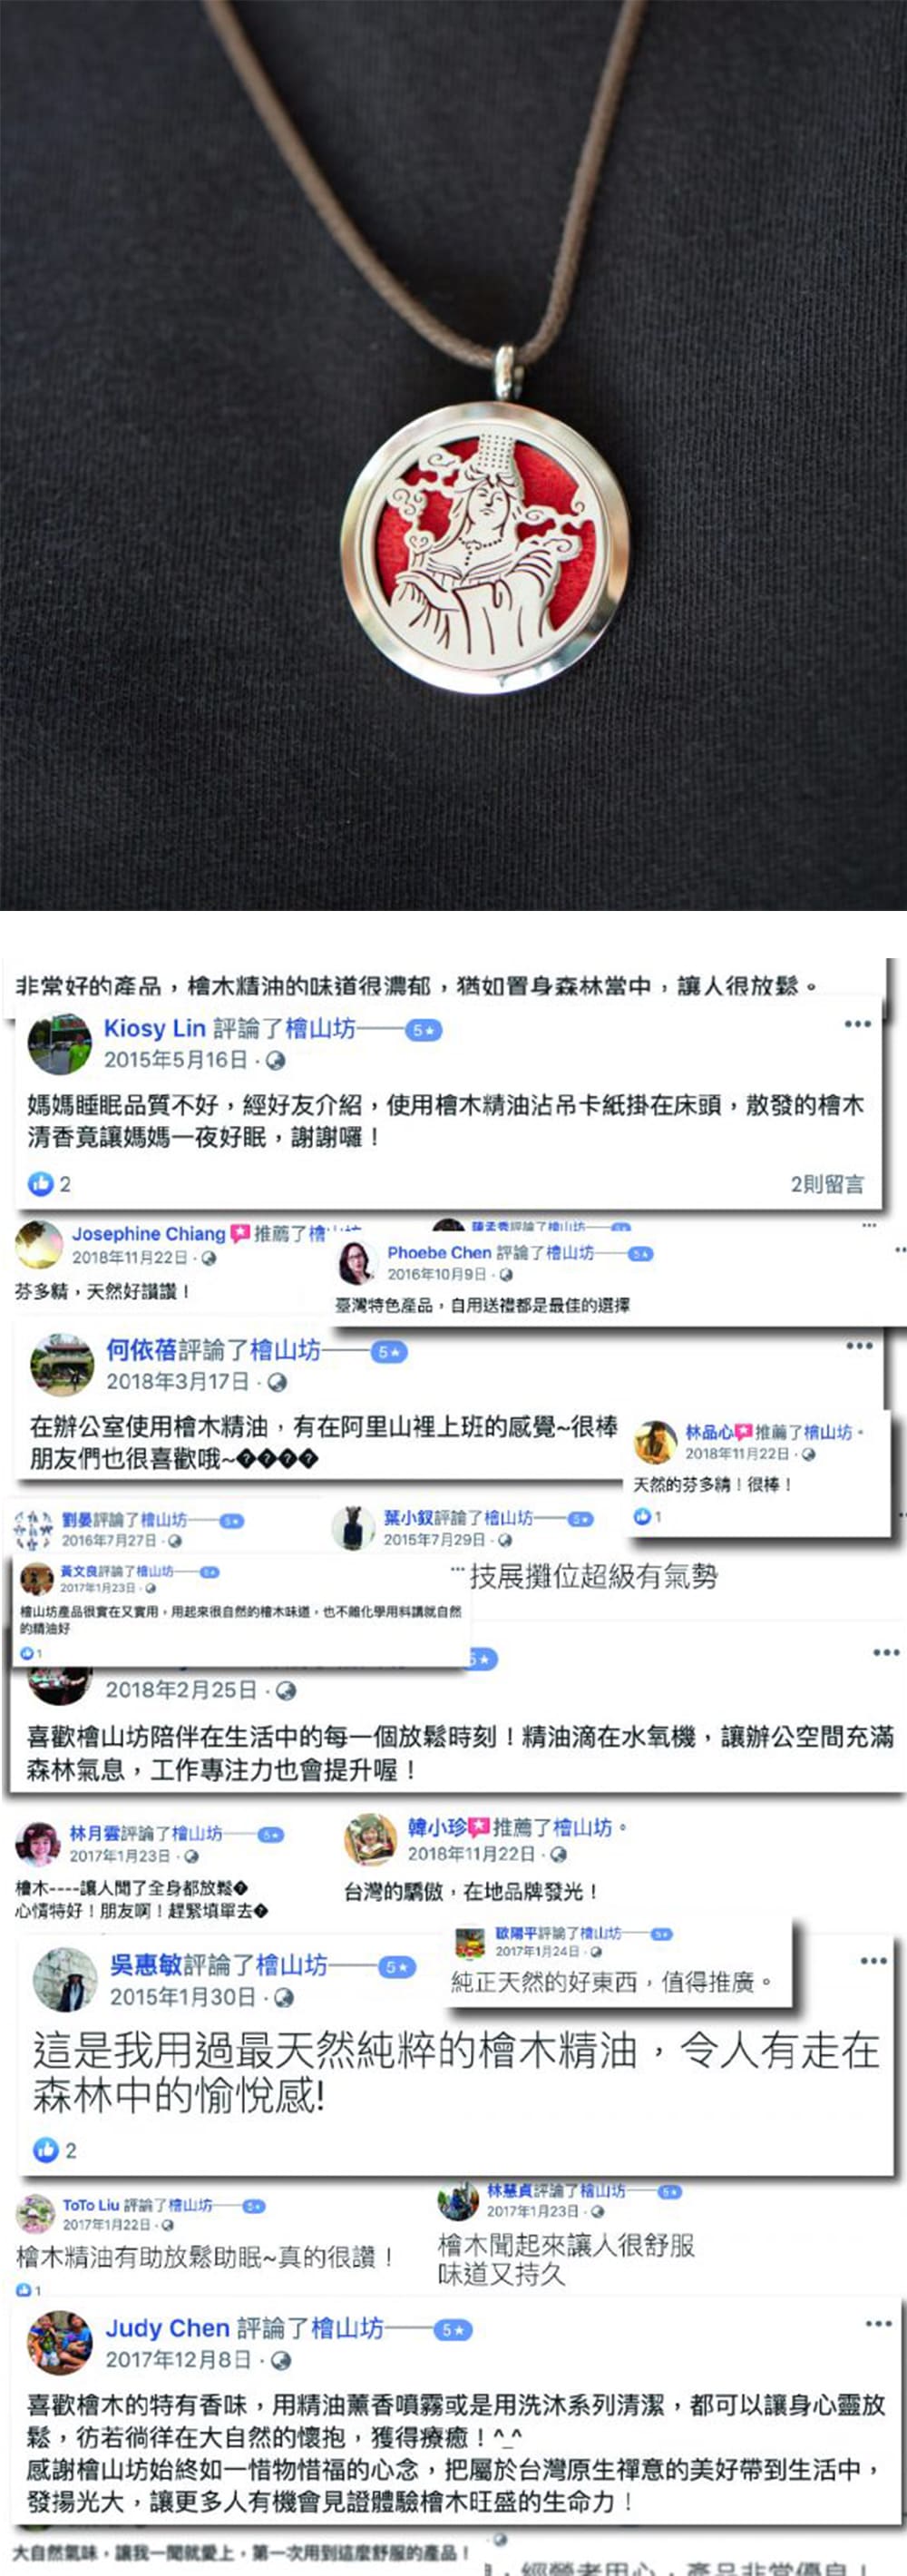 非常好的產品，檜木精油的味道很濃郁，猶如置身森林當中，讓人很放鬆。
Kiosy Lin 評論了檜山坊 5★
2015年5月16日
媽媽睡眠品質不好，經好友介紹，使用檜木精油沾吊卡紙掛在床頭，散發的檜木
清香竟讓媽媽一夜好眠，謝謝囉！
2
2則留言
Josephine Chiang 推薦了檜
2018年11月22日
芬多精，天然好讚讚！
陳孟秀評論了檜山坊
Phoebe Chen 評論了檜山坊 5★
2016年10月9日
臺灣特色產品，自用送禮都是最佳的選擇
何依蓓評論了檜山坊 5★
2018年3月17日
在辦公室使用檜木精油，有在阿里山裡上班的感覺~很棒
朋友們也很喜歡哦~����
林品心推薦了檜山坊。
2018年11月22日
天然的芬多精！很棒！
1
劉晏評論了檜山坊 5★
2016年7月27日
葉小釵評論了檜山坊 5★
2015年7月29日
技展攤位超級有氣勢
黃文良評論了檜山坊 5★
2017年1月23日
檜山坊產品很實在又實用，用起來很自然的檜木味道，也不離化學用料講就自然
的精油好
1
5★
2018年2月25日
喜歡檜山坊陪伴在生活中的每一個放鬆時刻！精油滴在水氧機，讓辦公空間充滿
森林氣息，工作專注力也會提升喔！
林月雲評論了檜山坊 5★
2017年1月23日
檜木----讓人聞了全身都放鬆�
心情特好！朋友啊！趕緊填單去�
韓小珍推薦了檜山坊。
2018年11月22日
台灣的驕傲，在地品牌發光！
歐陽平評論了檜山坊 5★
2017年1月24日
純正天然的好東西，值得推廣。
吳惠敏評論了檜山坊 5★
2015年1月30日
這是我用過最天然純粹的檜木精油，令人有走在
森林中的愉悅感!
2
ToTo Liu 評論了檜山坊 5★
2017年1月22日
檜木精油有助放鬆助眠~真的很讚！
1
林慧貞評論了檜山坊 5★
2017年1月23日
檜木聞起來讓人很舒服
味道又持久
Judy Chen 評論了檜山坊 5★
2017年12月8日
喜歡檜木的特有香味，用精油薰香噴霧或是用洗沐系列清潔，都可以讓身心靈放
鬆，彷若徜徉在大自然的懷抱，獲得療癒！^_^
感謝檜山坊始終如一惜物惜福的心念，把屬於台灣原生禪意的美好帶到生活中，
發揚光大，讓更多人有機會見證體驗檜木旺盛的生命力！
大自然氣味，讓我一聞就愛上，第一次用到這麼舒服的產品！
，經營者用心，產品非常優良！